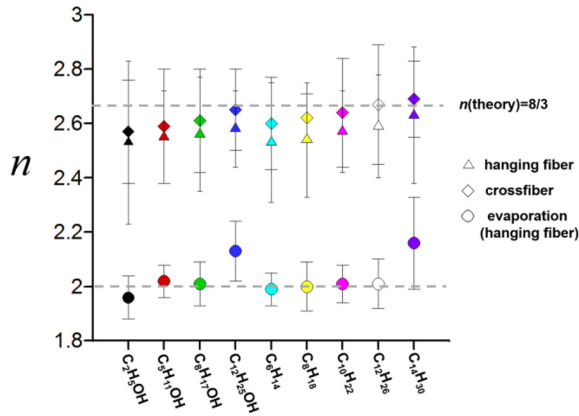 3
2.8
2.6
2.4
2.2
2
1.8
n
n(theory)=8/3
hanging fiber
crossfiber
evaporation
(hanging fiber)
C₂H₅OH
C₅H₁₁OH
C₈H₁₇OH
C₁₂H₂₅OH
C₆H₁₄
C₈H₁₈
C₁₀H₂₂
C₁₂H₂₆
C₁₄H₃₀